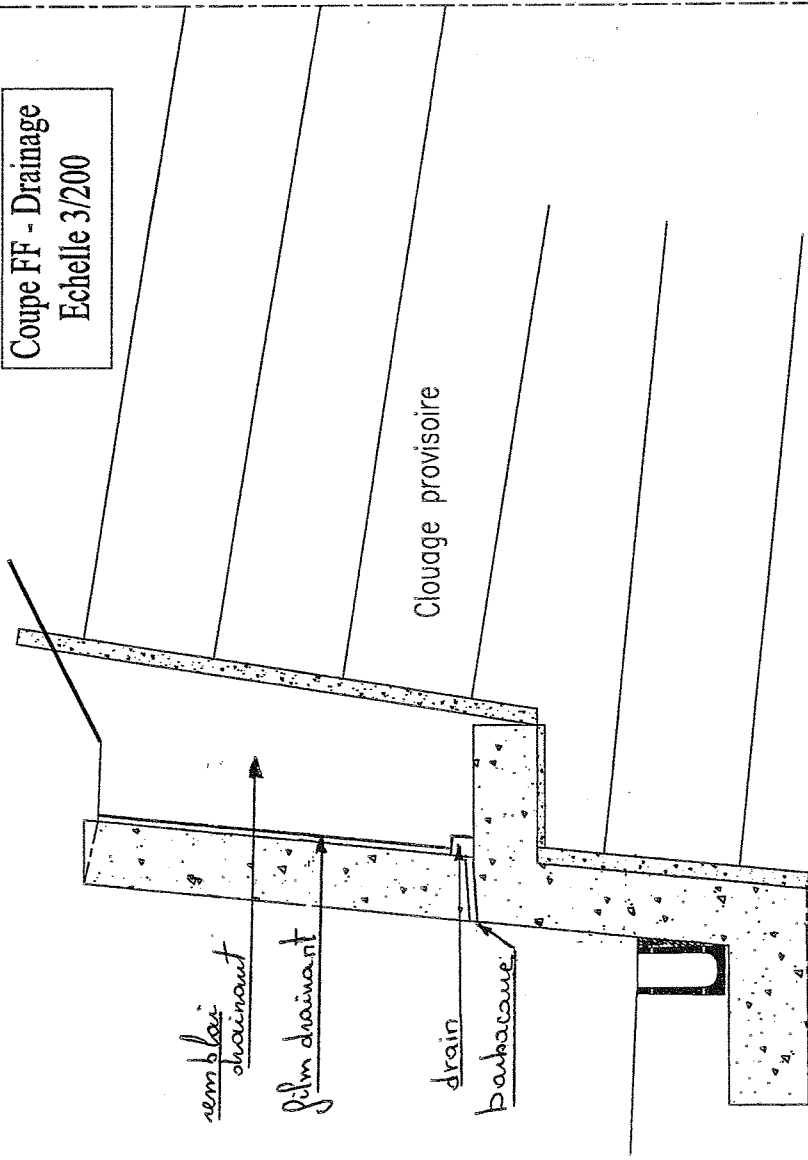 Coupe FF - Drainage
Echelle 3/200
Clouage provisoire
remblai
drainant
film drainant
drain
barbacane